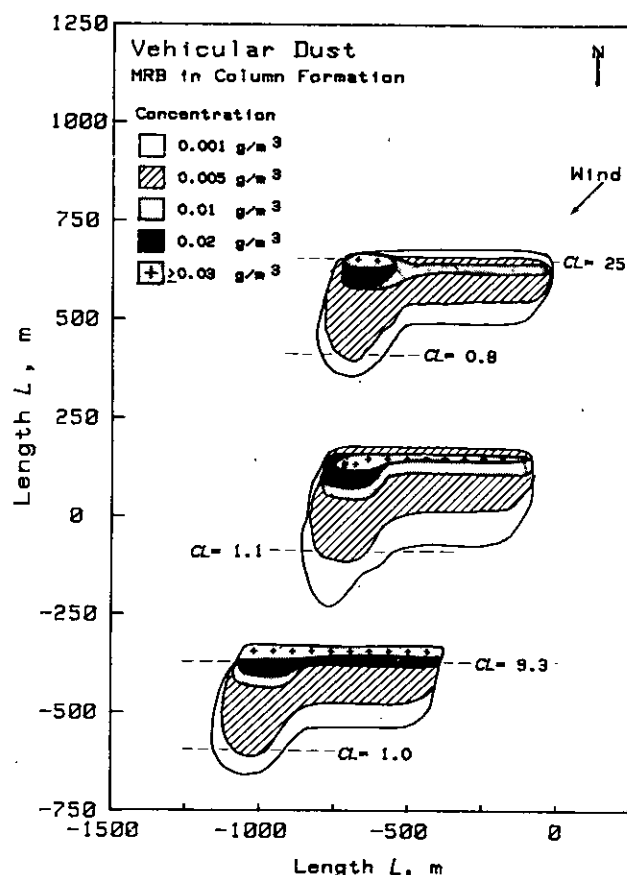 1250
1000
750
500
250
0
-250
-500
-750
Length L, m
Vehicular Dust
MRB in Column Formation
Concentration
0.001 g/m³
0.005 g/m³
0.01 g/m³
0.02 g/m³
≥0.03 g/m³
N
Wind
CL= 25
CL= 0.8
CL= 1.1
CL= 9.3
CL= 1.0
-1500
-1000
-500
0
Length L, m